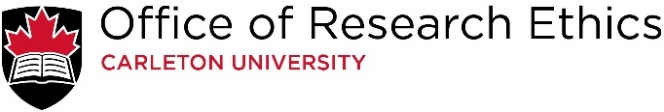 Office of Research Ethics
CARLETON UNIVERSITY